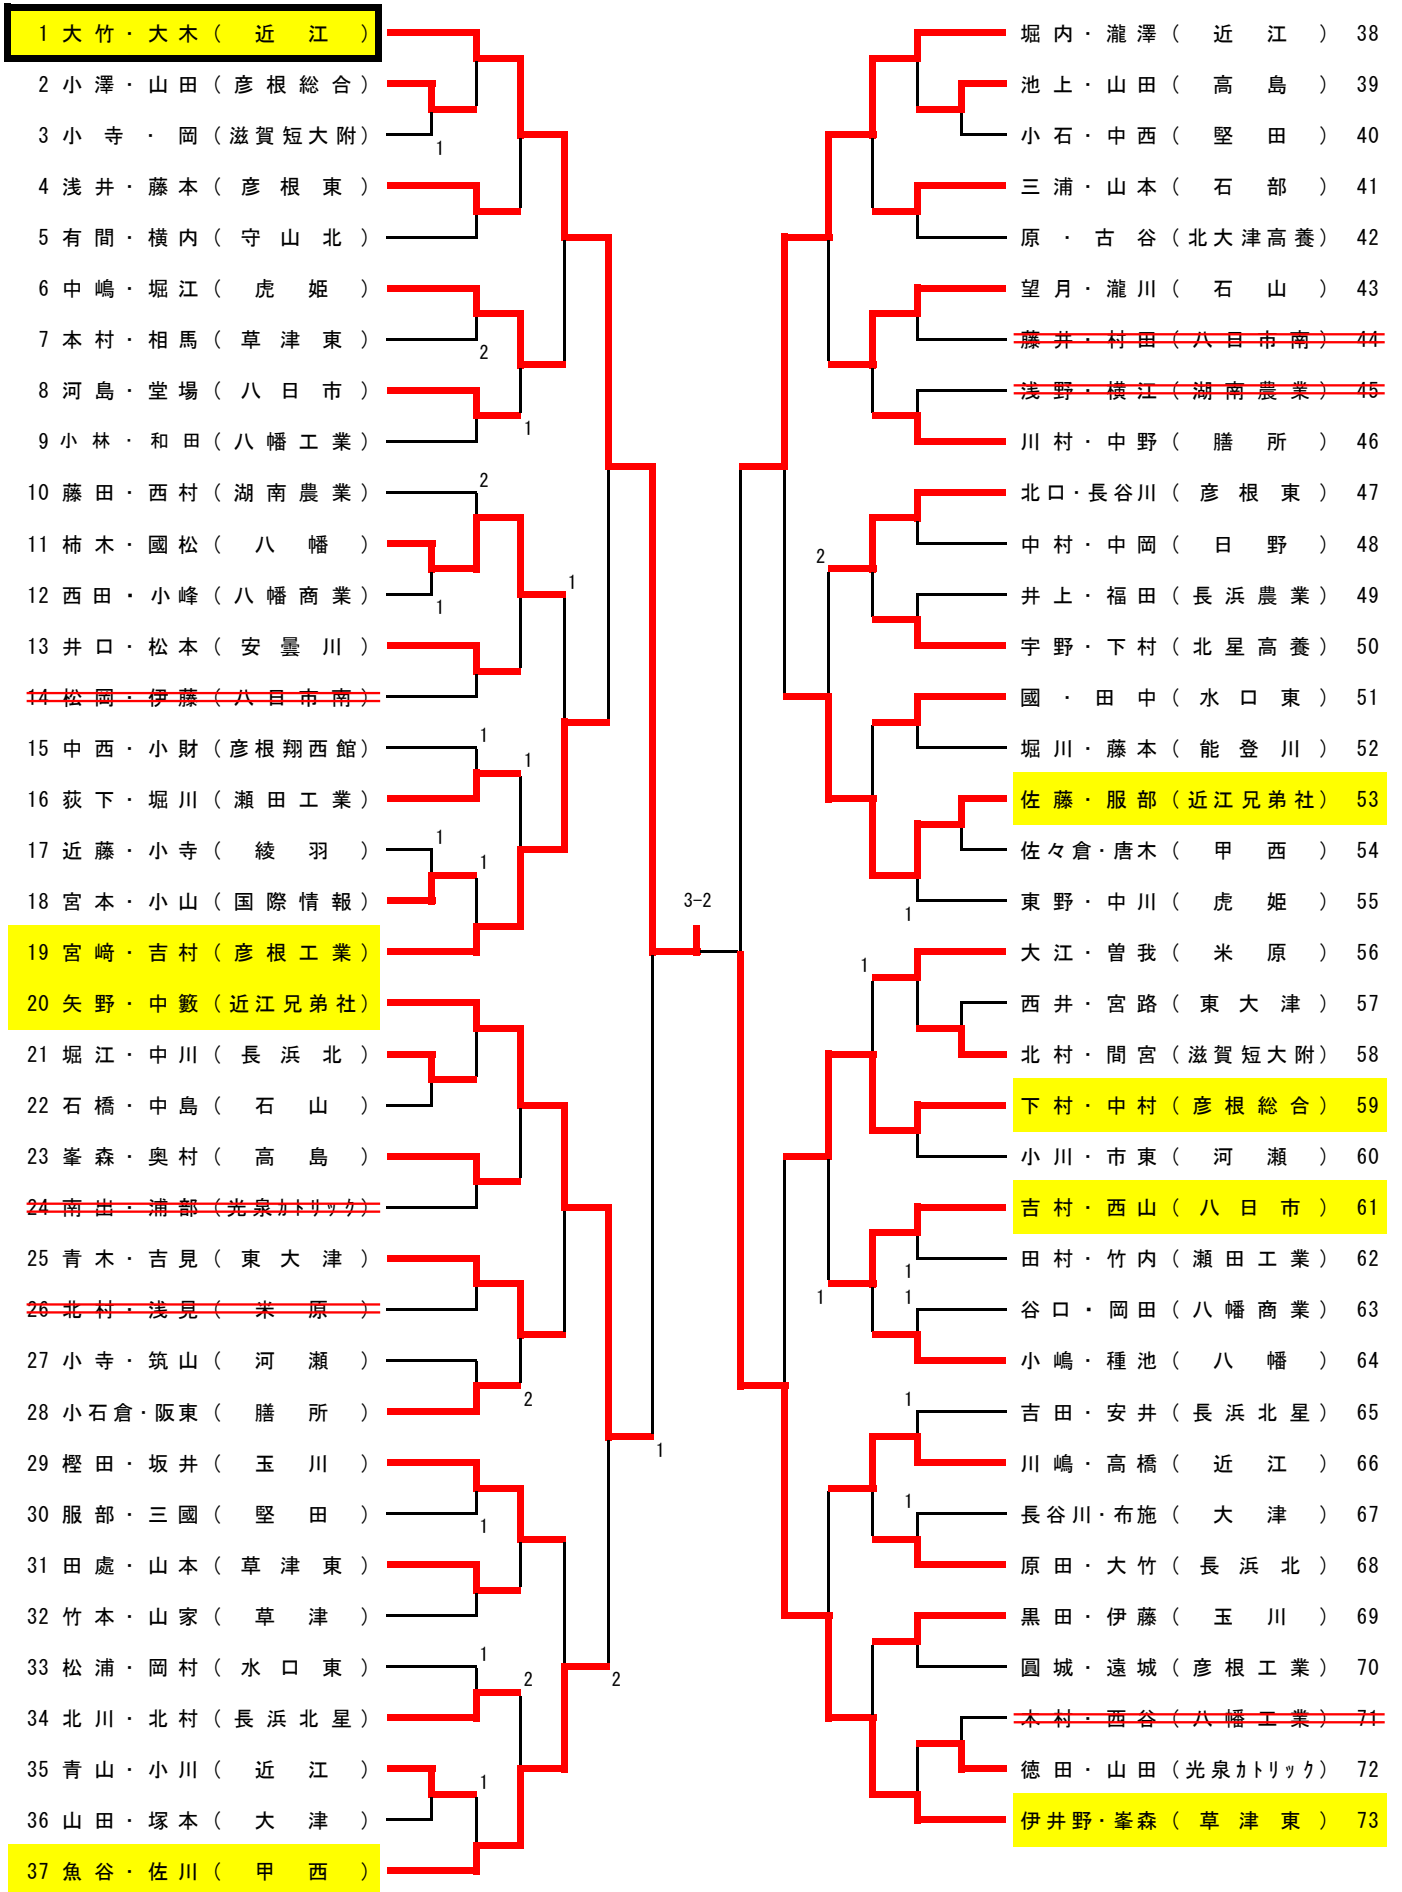 1 大竹・大木(近江)
2 小澤・山田(彦根総合)
3 小寺・岡(滋賀短大附)
1
4 浅井・藤本(彦根東)
5 有間・横内(守山北)
6 中嶋・堀江(虎姫)
7 本村・相馬(草津東)
2
8 河島・堂場(八日市)
1
9 小林・和田(八幡工業)
2
10 藤田・西村(湖南農業)
11 柿木・國松(八幡)
1
12 西田・小峰(八幡商業)
1
13 井口・松本(安曇川)
14 松岡・伊藤(八日市南)
1
15 中西・小財(彦根翔西館)
1
16 荻下・堀川(瀬田工業)
1
17 近藤・小寺(綾羽)
1
18 宮本・小山(国際情報)
19 宮﨑・吉村(彦根工業)
20 矢野・中籔(近江兄弟社)
21 堀江・中川(長浜北)
22 石橋・中島(石山)
23 峯森・奥村(高島)
24 南出・浦部(光泉カトリック)
25 青木・吉見(東大津)
26 北村・浅見(米原)
27 小寺・筑山(河瀬)
2
28 小石倉・阪東(膳所)
1
29 樫田・坂井(玉川)
30 服部・三國(堅田)
1
31 田處・山本(草津東)
32 竹本・山家(草津)
1
33 松浦・岡村(水口東)
2
2
34 北川・北村(長浜北星)
35 青山・小川(近江)
1
36 山田・塚本(大津)
37 魚谷・佐川(甲西)
3-2
堀内・瀧澤(近江) 38
池上・山田(高島) 39
小石・中西(堅田) 40
三浦・山本(石部) 41
原・古谷(北大津高養) 42
望月・瀧川(石山) 43
藤井・村田(八日市南) 44
浅野・横江(湖南農業) 45
川村・中野(膳所) 46
北口・長谷川(彦根東) 47
中村・中岡(日野) 48
2
井上・福田(長浜農業) 49
宇野・下村(北星高養) 50
國・田中(水口東) 51
堀川・藤本(能登川) 52
佐藤・服部(近江兄弟社) 53
佐々倉・唐木(甲西) 54
東野・中川(虎姫) 55
1
大江・曽我(米原) 56
1
西井・宮路(東大津) 57
北村・間宮(滋賀短大附) 58
下村・中村(彦根総合) 59
小川・市東(河瀬) 60
吉村・西山(八日市) 61
田村・竹内(瀬田工業) 62
1
1
1
谷口・岡田(八幡商業) 63
小嶋・種池(八幡) 64
1
吉田・安井(長浜北星) 65
川嶋・高橋(近江) 66
1
長谷川・布施(大津) 67
原田・大竹(長浜北) 68
黒田・伊藤(玉川) 69
圓城・遠城(彦根工業) 70
木村・西谷(八幡工業) 71
徳田・山田(光泉カトリック) 72
伊井野・峯森(草津東) 73